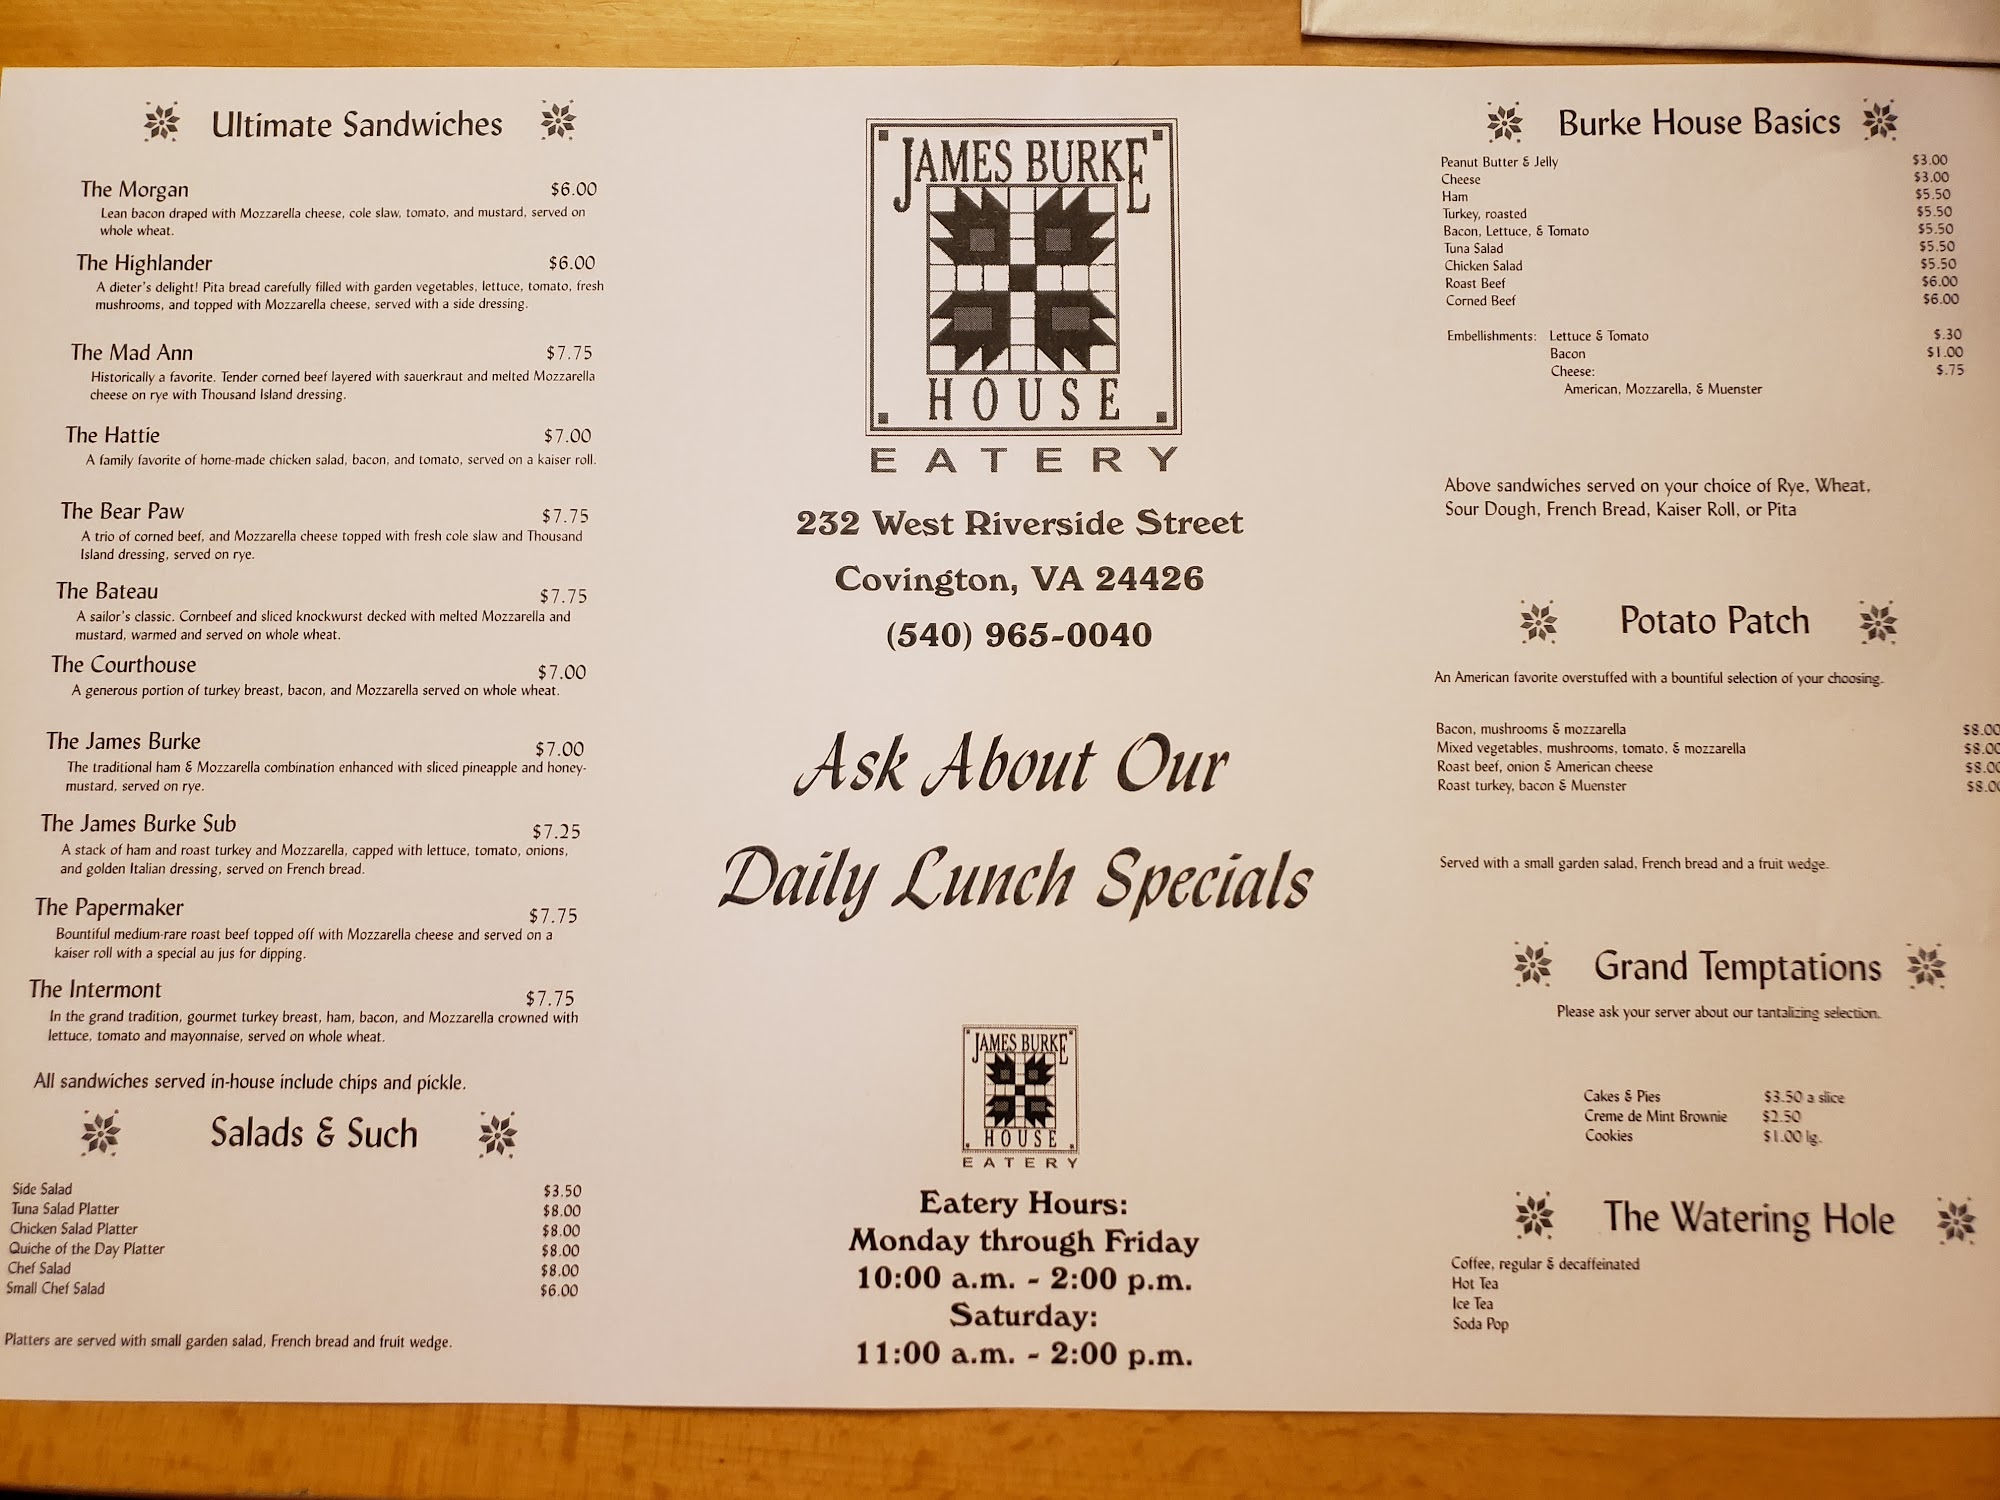 Ultimate Sandwiches
The Morgan $6.00
Lean bacon draped with Mozzarella cheese, cole slaw, tomato, and mustard, served on
whole wheat.
The Highlander $6.00
A dieter's delight! Pita bread carefully filled with garden vegetables, lettuce, tomato, fresh
mushrooms, and topped with Mozzarella cheese, served with a side dressing.
The Mad Ann $7.75
Historically a favorite. Tender corned beef layered with sauerkraut and melted Mozzarella
cheese on rye with Thousand Island dressing.
The Hattie $7.00
A family favorite of home-made chicken salad, bacon, and tomato, served on a kaiser roll.
The Bear Paw $7.75
A trio of corned beef, and Mozzarella cheese topped with fresh cole slaw and Thousand
Island dressing, served on rye.
The Bateau $7.75
A sailor's classic. Cornbeef and sliced knockwurst decked with melted Mozzarella and
mustard, warmed and served on whole wheat.
The Courthouse $7.00
A generous portion of turkey breast, bacon, and Mozzarella served on whole wheat.
The James Burke $7.00
The traditional ham & Mozzarella combination enhanced with sliced pineapple and honey-
mustard, served on rye.
The James Burke Sub $7.25
A stack of ham and roast turkey and Mozzarella, capped with lettuce, tomato, onions,
and golden Italian dressing, served on French bread.
The Papermaker $7.75
Bountiful medium-rare roast beef topped off with Mozzarella cheese and served on a
kaiser roll with a special au jus for dipping.
The Intermont $7.75
In the grand tradition, gourmet turkey breast, ham, bacon, and Mozzarella crowned with
lettuce, tomato and mayonnaise, served on whole wheat.
All sandwiches served in-house include chips and pickle.
Salads & Such
Side Salad $3.50
Tuna Salad Platter $8.00
Chicken Salad Platter $8.00
Quiche of the Day Platter $8.00
Chef Salad $8.00
Small Chef Salad $6.00
Platters are served with small garden salad, French bread and fruit wedge.
JAMES BURKE
HOUSE
EATERY
232 West Riverside Street
Covington, VA 24426
(540) 965-0040
Ask About Our
Daily Lunch Specials
JAMES BURKE
HOUSE
EATERY
Eatery Hours:
Monday through Friday
10:00 a.m. - 2:00 p.m.
Saturday:
11:00 a.m. - 2:00 p.m.
Burke House Basics
Peanut Butter & Jelly $3.00
Cheese $3.00
Ham $5.50
Turkey, roasted $5.50
Bacon, Lettuce, & Tomato $5.50
Tuna Salad $5.50
Chicken Salad $5.50
Roast Beef $6.00
Corned Beef $6.00
Embellishments: Lettuce & Tomato $.30
Bacon $1.00
Cheese: $.75
American, Mozzarella, & Muenster
Above sandwiches served on your choice of Rye, Wheat,
Sour Dough, French Bread, Kaiser Roll, or Pita
Potato Patch
An American favorite overstuffed with a bountiful selection of your choosing.
Bacon, mushrooms & mozzarella $8.00
Mixed vegetables, mushrooms, tomato, & mozzarella $8.00
Roast beef, onion & American cheese $8.00
Roast turkey, bacon & Muenster $8.00
Served with a small garden salad, French bread and a fruit wedge.
Grand Temptations
Please ask your server about our tantalizing selection.
Cakes & Pies $3.50 a slice
Creme de Mint Brownie $2.50
Cookies $1.00 lg.
The Watering Hole
Coffee, regular & decaffeinated
Hot Tea
Ice Tea
Soda Pop